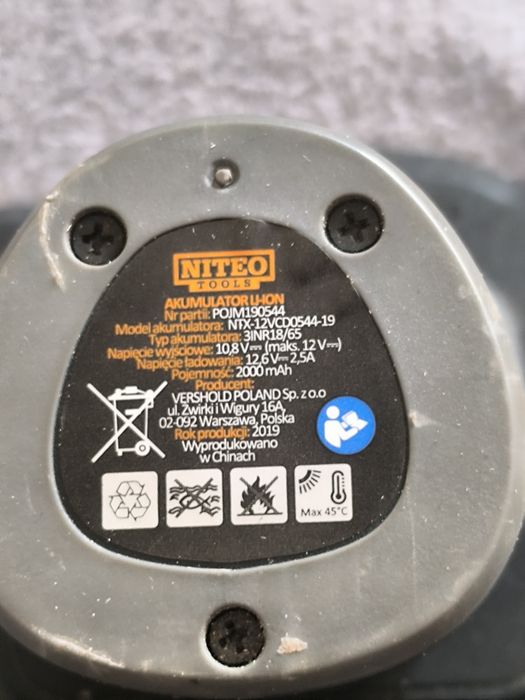 NITEO
TOOLS
AKUMULATOR LI-ION
Nr partii: POJM190544
Model akumulatora: NTX-12VCD0544-19
Typ akumulatora: 3INR18/65
Napięcie wyjściowe: 10,8 V⎓ (maks. 12 V⎓)
Napięcie ładowania: 12,6 V⎓ 2,5A
Pojemność: 2000 mAh
Producent:
VERSHOLD POLAND Sp. z o.o
ul. Żwirki i Wigury 16A,
02-092 Warszawa, Polska
Rok produkcji: 2019
Wyprodukowano
w Chinach
Max 45°C